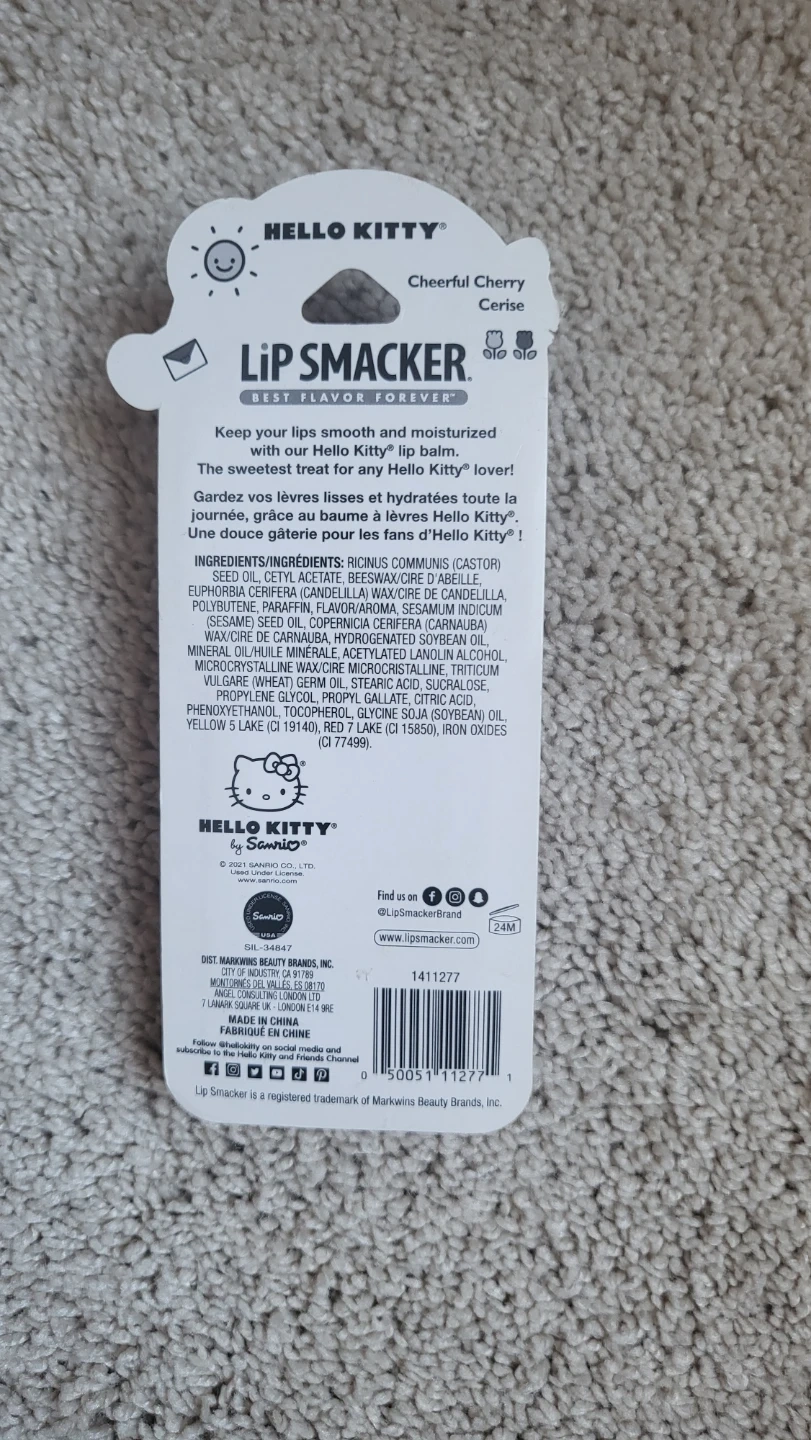 HELLO KITTY®
Cheerful Cherry
Cerise
LiP SMACKER®
BEST FLAVOR FOREVER™
Keep your lips smooth and moisturized
with our Hello Kitty® lip balm.
The sweetest treat for any Hello Kitty® lover!
Gardez vos lèvres lisses et hydratées toute la
journée, grâce au baume à lèvres Hello Kitty®.
Une douce gâterie pour les fans d'Hello Kitty® !
INGREDIENTS/INGRÉDIENTS: RICINUS COMMUNIS (CASTOR)
SEED OIL, CETYL ACETATE, BEESWAX/CIRE D'ABEILLE,
EUPHORBIA CERIFERA (CANDELILLA) WAX/CIRE DE CANDELILLA,
POLYBUTENE, PARAFFIN, FLAVOR/AROMA, SESAMUM INDICUM
(SESAME) SEED OIL, COPERNICIA CERIFERA (CARNAUBA)
WAX/CIRE DE CARNAUBA, HYDROGENATED SOYBEAN OIL,
MINERAL OIL/HUILE MINÉRALE, ACETYLATED LANOLIN ALCOHOL,
MICROCRYSTALLINE WAX/CIRE MICROCRISTALLINE, TRITICUM
VULGARE (WHEAT) GERM OIL, STEARIC ACID, SUCRALOSE,
PROPYLENE GLYCOL, PROPYL GALLATE, CITRIC ACID,
PHENOXYETHANOL, TOCOPHEROL, GLYCINE SOJA (SOYBEAN) OIL,
YELLOW 5 LAKE (CI 19140), RED 7 LAKE (CI 15850), IRON OXIDES
(CI 77499).
HELLO KITTY®
by Sanrio®
© 2021 SANRIO CO., LTD.
Used Under License.
www.sanrio.com
USED UNDER LICENSE
Sanrio
USA
SIL-34847
Find us on
@LipSmackerBrand
www.lipsmacker.com
24M
DIST. MARKWINS BEAUTY BRANDS, INC.
CITY OF INDUSTRY, CA 91789
MONTORNÉS DEL VALLÉS, ES 08170
ANGEL CONSULTING LONDON LTD
7 LANARK SQUARE UK - LONDON E14 9RE
MADE IN CHINA
FABRIQUÉ EN CHINE
Follow @hellokitty on social media and
subscribe to the Hello Kitty and Friends Channel
1411277
0 50051 11277 1
Lip Smacker is a registered trademark of Markwins Beauty Brands, Inc.